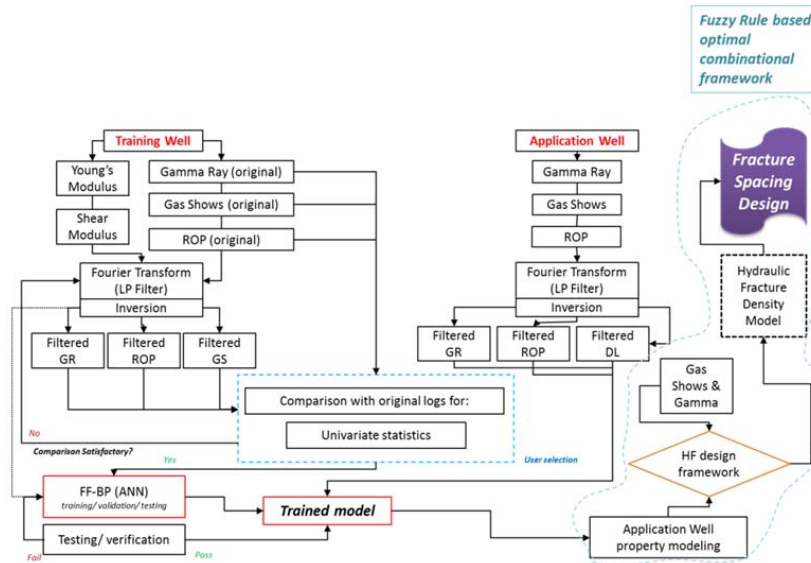 Fuzzy Rule based
optimal
combinational
framework
Training Well
Application Well
Young's
Modulus
Shear
Modulus
Gamma Ray (original)
Gas Shows (original)
ROP (original)
Fourier Transform
(LP Filter)
Inversion
Filtered
GR
Filtered
ROP
Filtered
GS
Gamma Ray
Gas Shows
ROP
Fourier Transform
(LP Filter)
Inversion
Filtered
GR
Filtered
ROP
Filtered
DL
Fracture
Spacing
Design
Hydraulic
Fracture
Density
Model
Gas
Shows &
Gamma
HF design
framework
Comparison with original logs for:
Univariate statistics
No
Comparison Satisfactory?
Yes
User selection
FF-BP (ANN)
training/ validation/ testing
Trained model
Testing/ verification
Fail
Pass
Application Well
property modeling